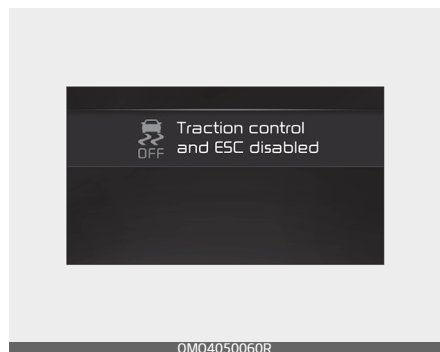 OFF
Traction control
and ESC disabled
OMO4050060R